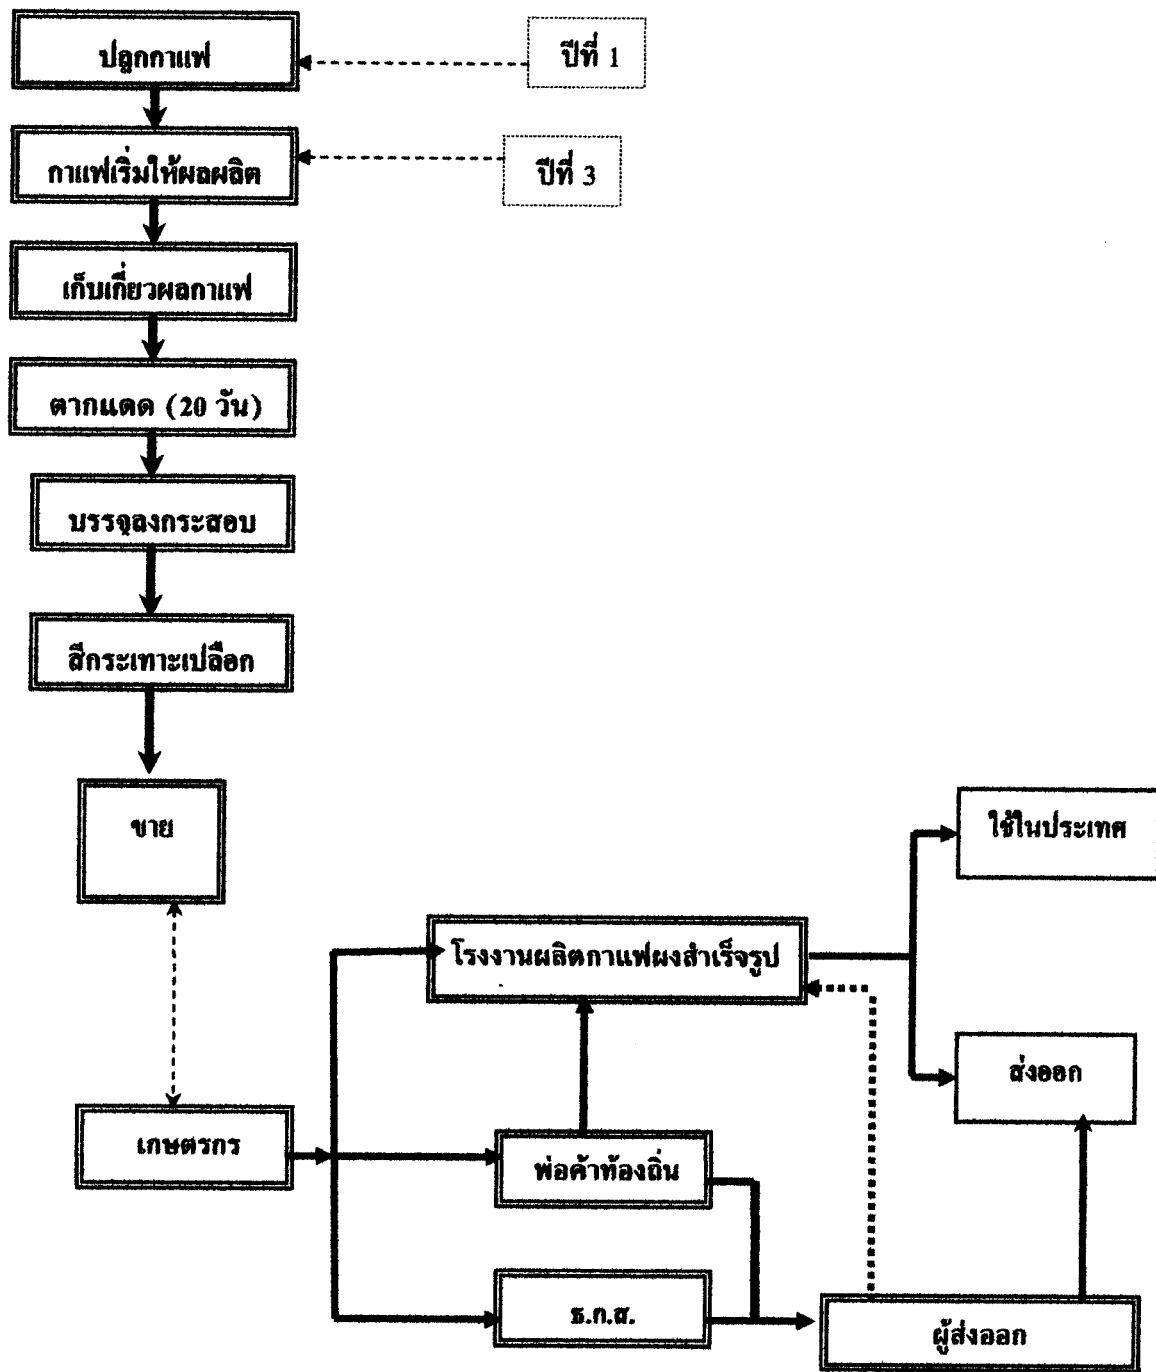 ปลูกกาแฟ
ปีที่ 1
กาแฟเริ่มให้ผลผลิต
ปีที่ 3
เก็บเกี่ยวผลกาแฟ
ตากแดด (20 วัน)
บรรจุลงกระสอบ
สีกระเทาะเปลือก
ขาย
ใช้ในประเทศ
โรงงานผลิตกาแฟผงสำเร็จรูป
ส่งออก
เกษตรกร
พ่อค้าท้องถิ่น
ธ.ก.ส.
ผู้ส่งออก